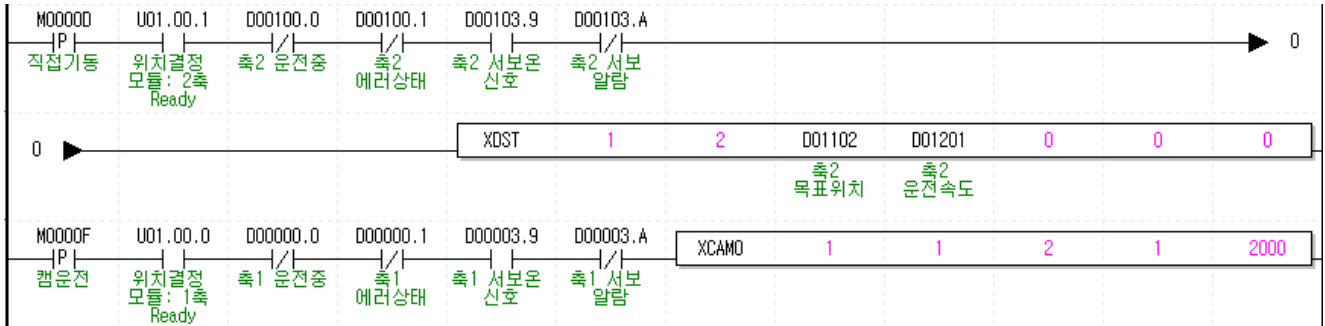 M0000D U01.00.1 D00100.0 D00100.1 D00103.9 D00103.A
P
0
직접기동 위치결정 축2 운전중 축2 축2 서보온 축2 서보
모듈: 2축 에러상태 신호 알람
Ready
0 XDST 1 2 D01102 D01201 0 0 0
축2 축2
목표위치 운전속도
M0000F U01.00.0 D00000.0 D00000.1 D00003.9 D00003.A
P XCAMO 1 1 2 1 2000
캠운전 위치결정 축1 운전중 축1 축1 서보온 축1 서보
모듈: 1축 에러상태 신호 알람
Ready